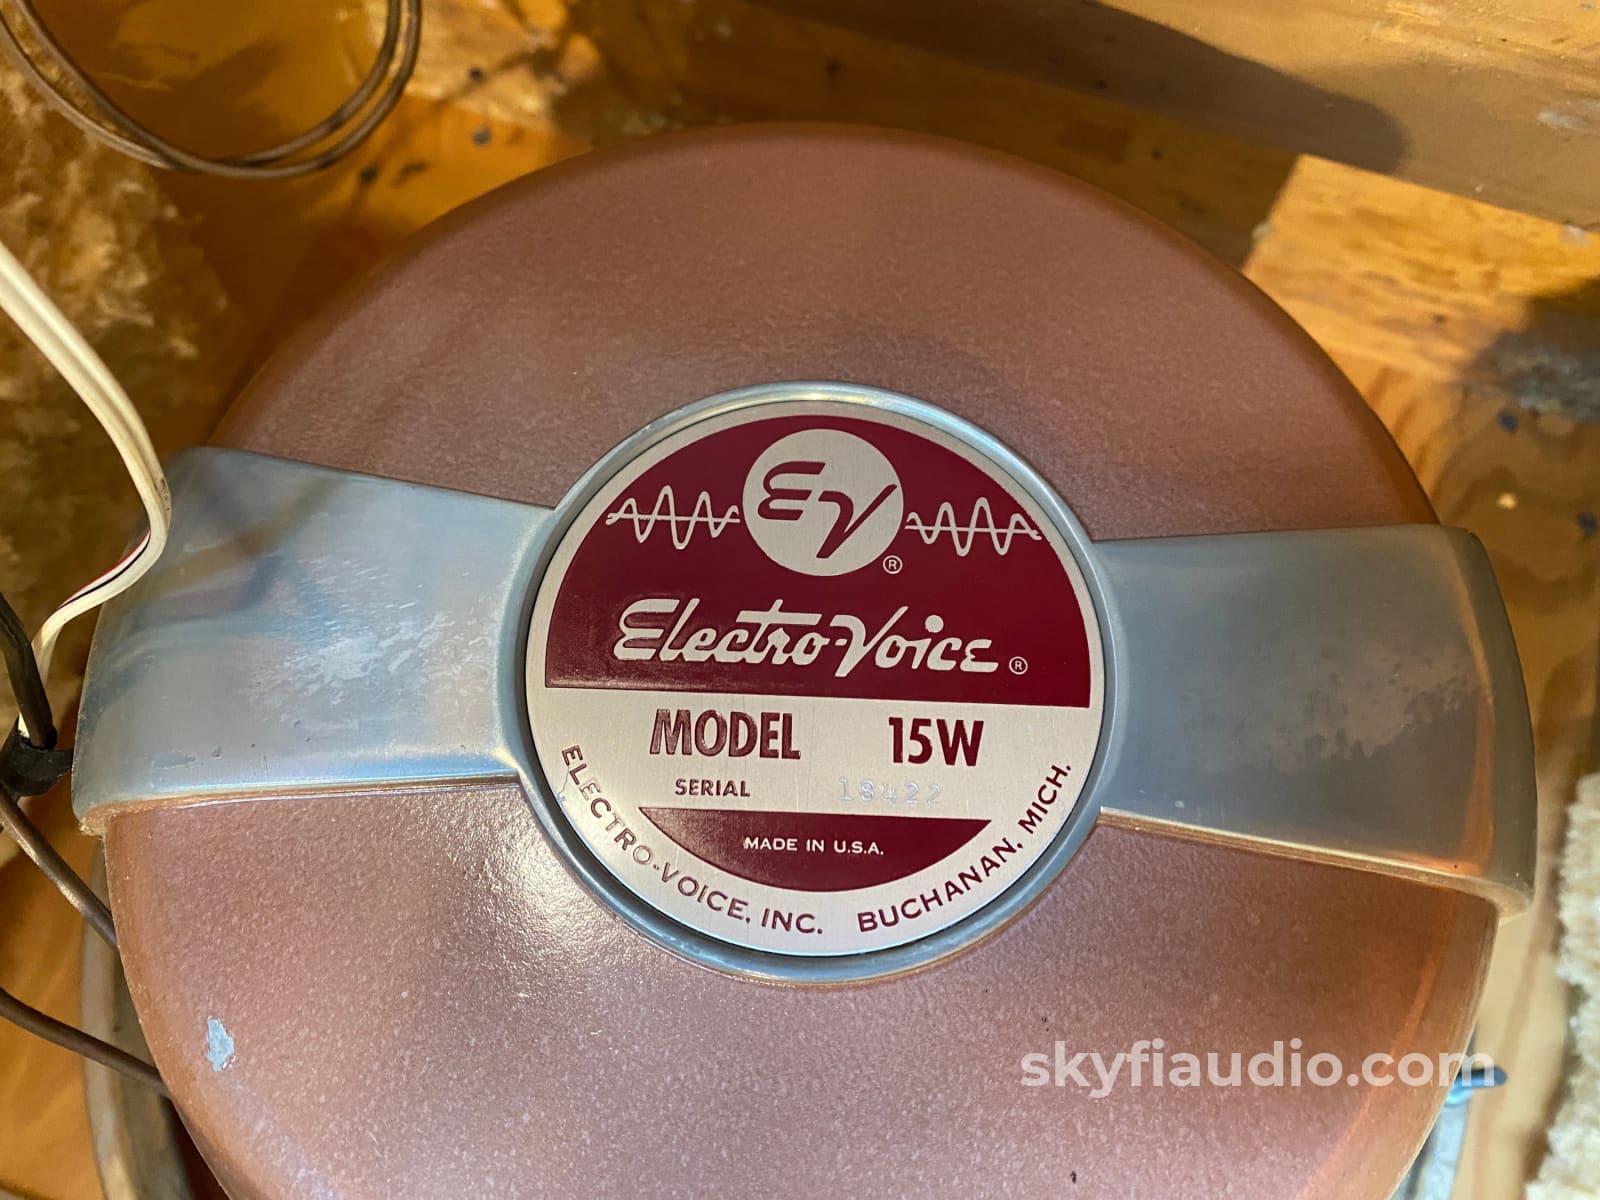 EV ®
Electro-Voice ®
MODEL 15W
SERIAL 18422
MADE IN U.S.A.
ELECTRO-VOICE, INC. BUCHANAN, MICH.
skyfiaudio.com